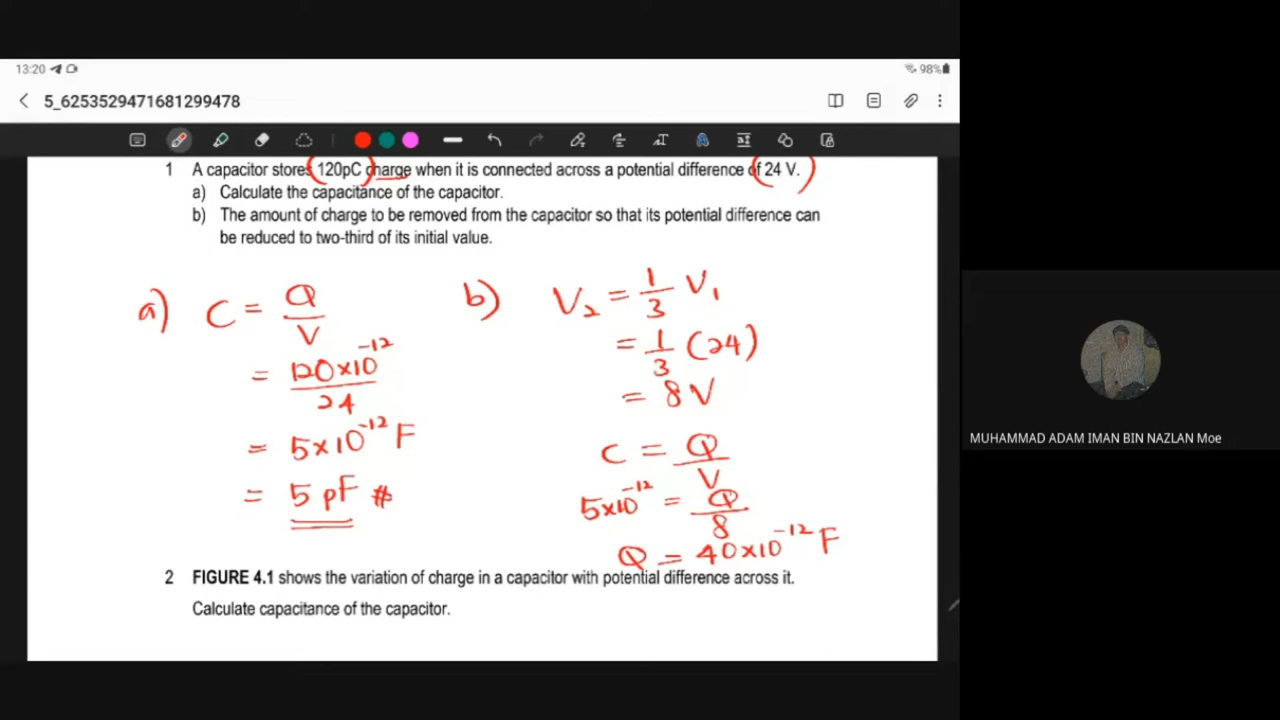 13:20
98%
5_6253529471681299478
1 A capacitor stores 120pC charge when it is connected across a potential difference of 24 V.
a) Calculate the capacitance of the capacitor.
b) The amount of charge to be removed from the capacitor so that its potential difference can
be reduced to two-third of its initial value.
a) C = Q/V
= 120×10⁻¹²/24
= 5×10⁻¹² F
= 5 pF #
b) V₂ = 1/3 V₁
= 1/3 (24)
= 8 V
C = Q/V
5×10⁻¹² = Q/8
Q = 40×10⁻¹² F
2 FIGURE 4.1 shows the variation of charge in a capacitor with potential difference across it.
Calculate capacitance of the capacitor.
MUHAMMAD ADAM IMAN BIN NAZLAN Moe